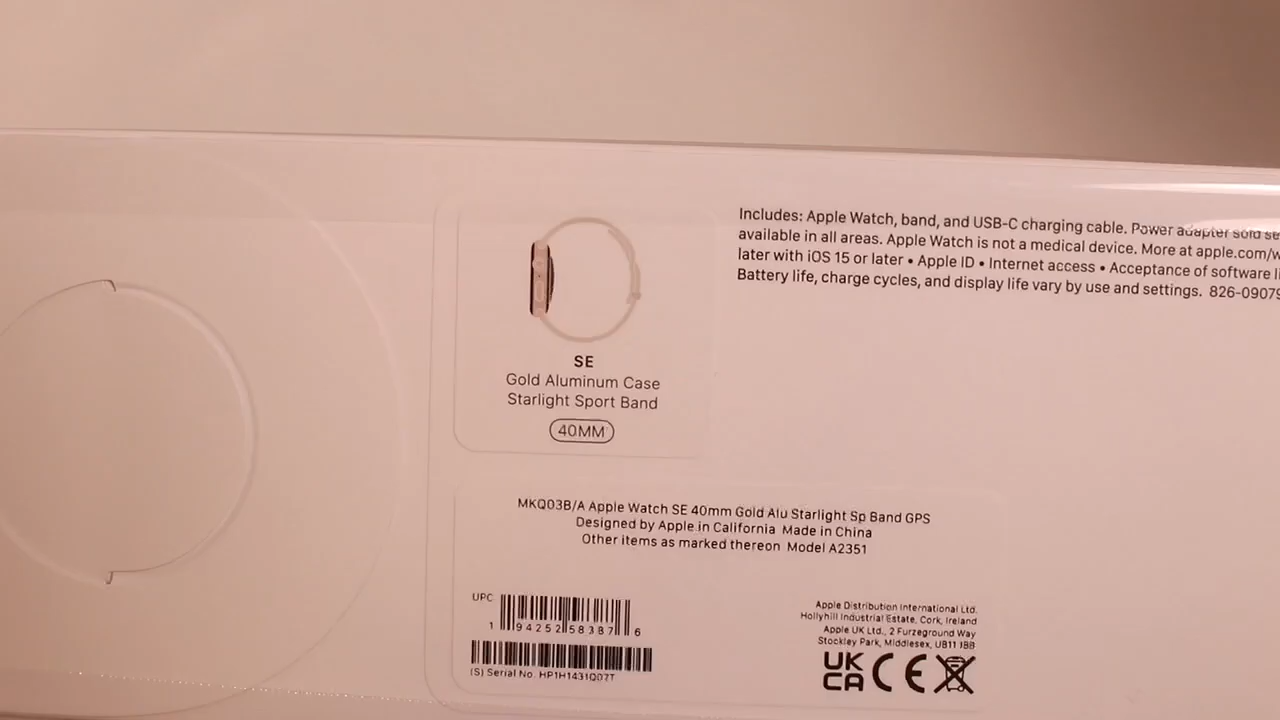 Includes: Apple Watch, band, and USB-C charging cable. Power adapter sold se
available in all areas. Apple Watch is not a medical device. More at apple.com/w
later with iOS 15 or later • Apple ID • Internet access • Acceptance of software li
Battery life, charge cycles, and display life vary by use and settings. 826-09079
SE
Gold Aluminum Case
Starlight Sport Band
40MM
MKQ03B/A Apple Watch SE 40mm Gold Alu Starlight Sp Band GPS
Designed by Apple in California Made in China
Other items as marked thereon Model A2351
UPC
1 94252 58387 6
(S) Serial No. HP1H1431Q07T
Apple Distribution International Ltd.
Hollyhill Industrial Estate, Cork, Ireland
Apple UK Ltd., 2 Furzeground Way
Stockley Park, Middlesex, UB11 1BB
UK
CA CE